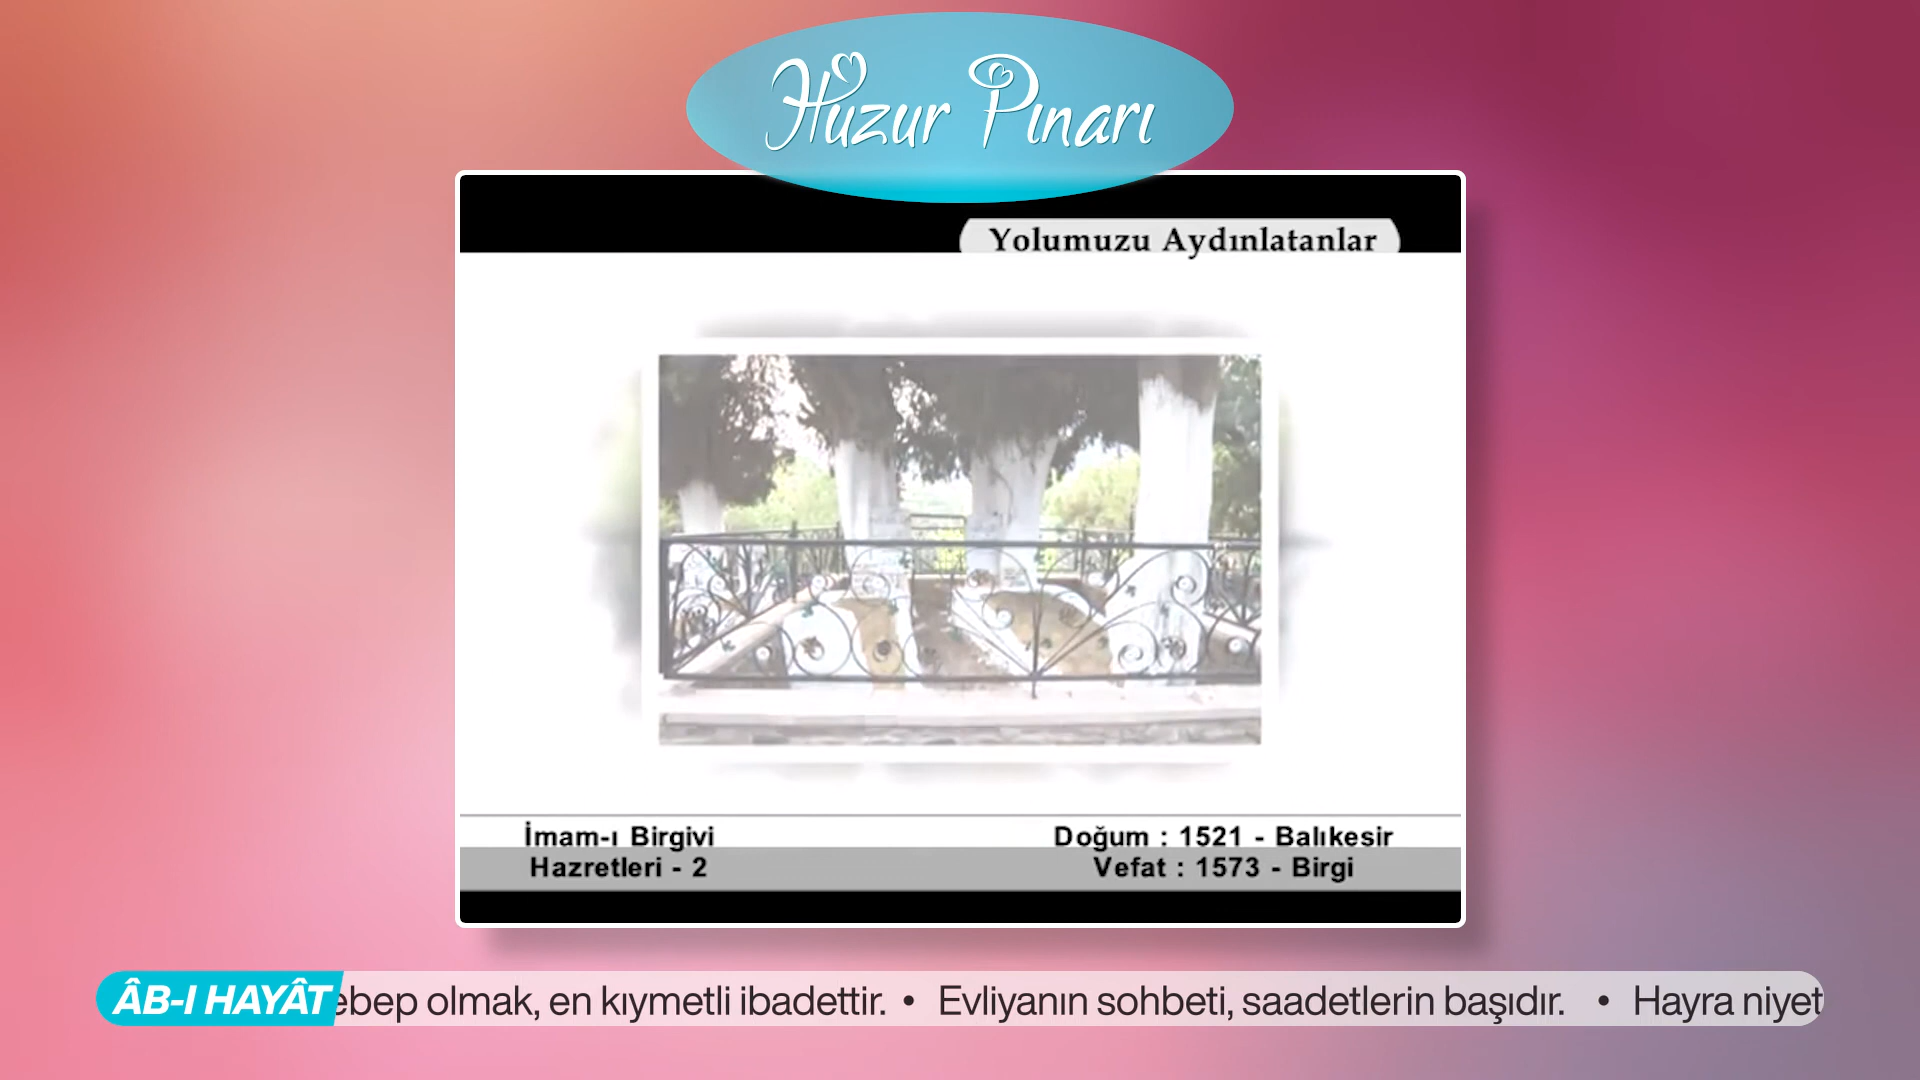 Huzur Pınarı
Yolumuzu Aydınlatanlar
İmam-ı Birgivi
Hazretleri - 2
Doğum : 1521 - Balıkesir
Vefat : 1573 - Birgi
ÂB-I HAYÂT
ebep olmak, en kıymetli ibadettir. • Evliyanın sohbeti, saadetlerin başıdır. • Hayra niyet